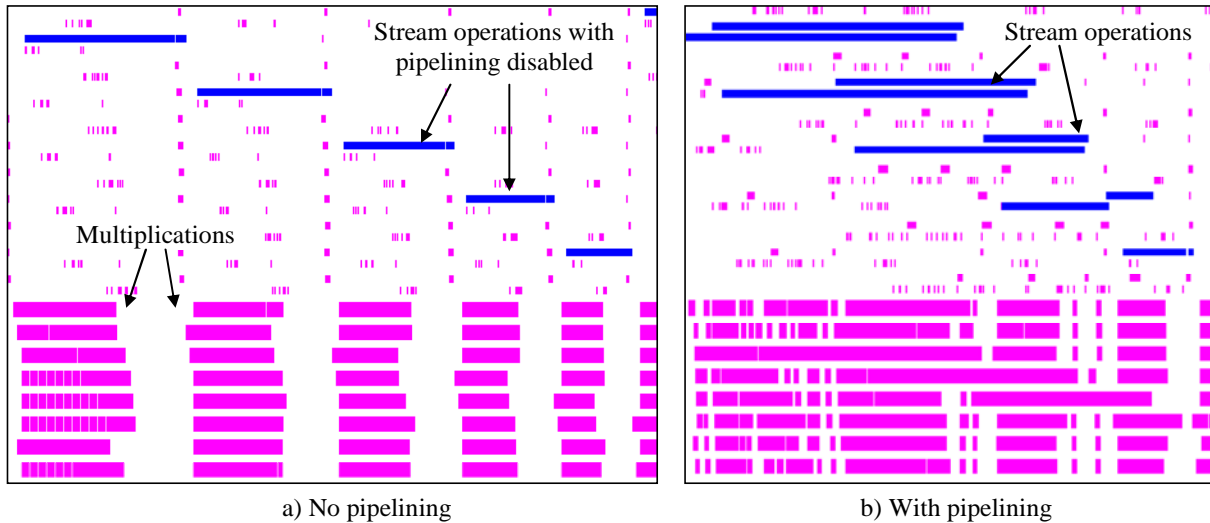 Stream operations with
pipelining disabled
Multiplications
Stream operations
a) No pipelining
b) With pipelining